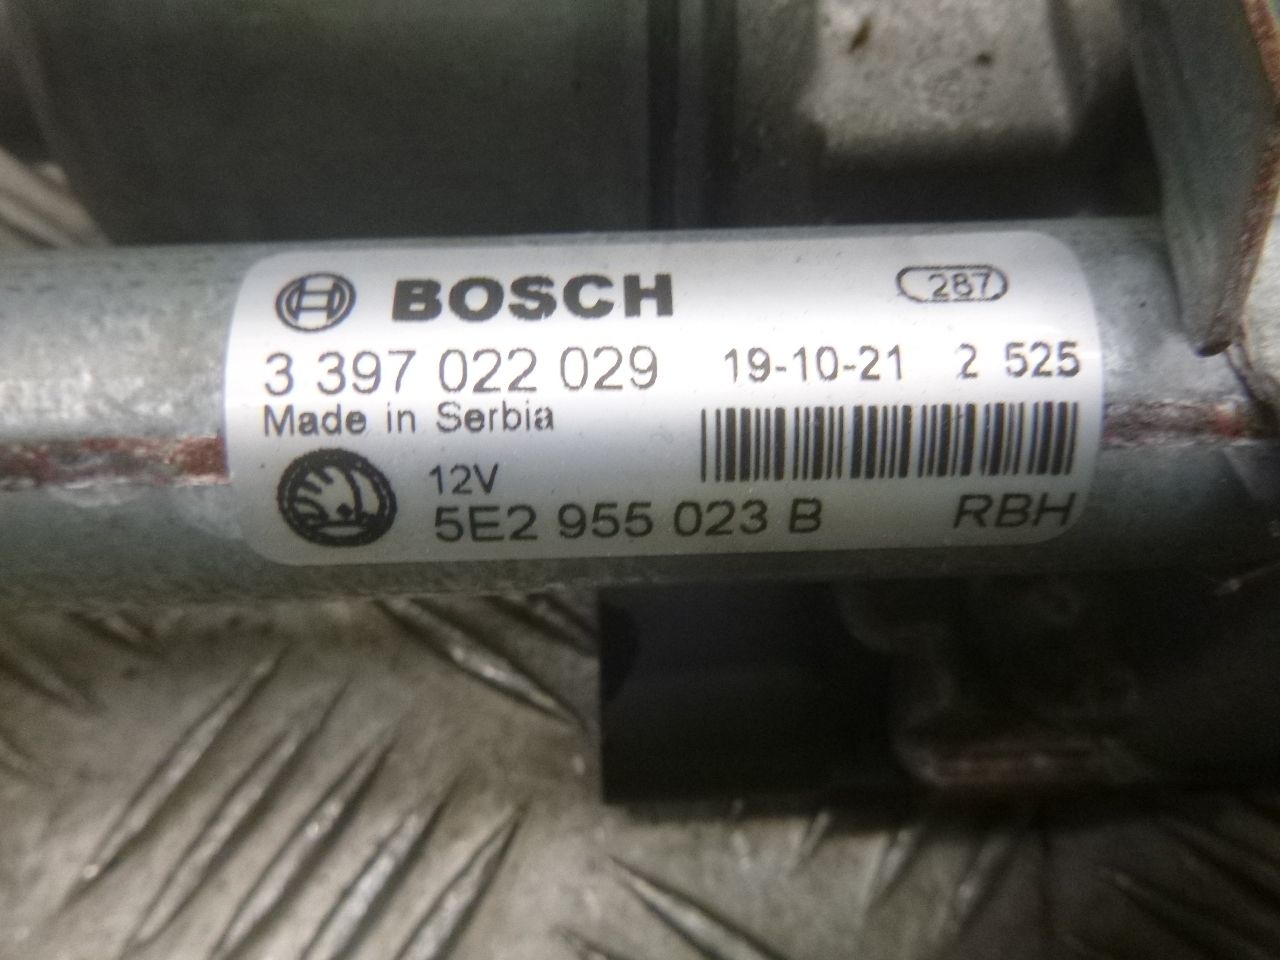 BOSCH 287
3 397 022 029 19-10-21 2 525
Made in Serbia
12V
5E2 955 023 B RBH